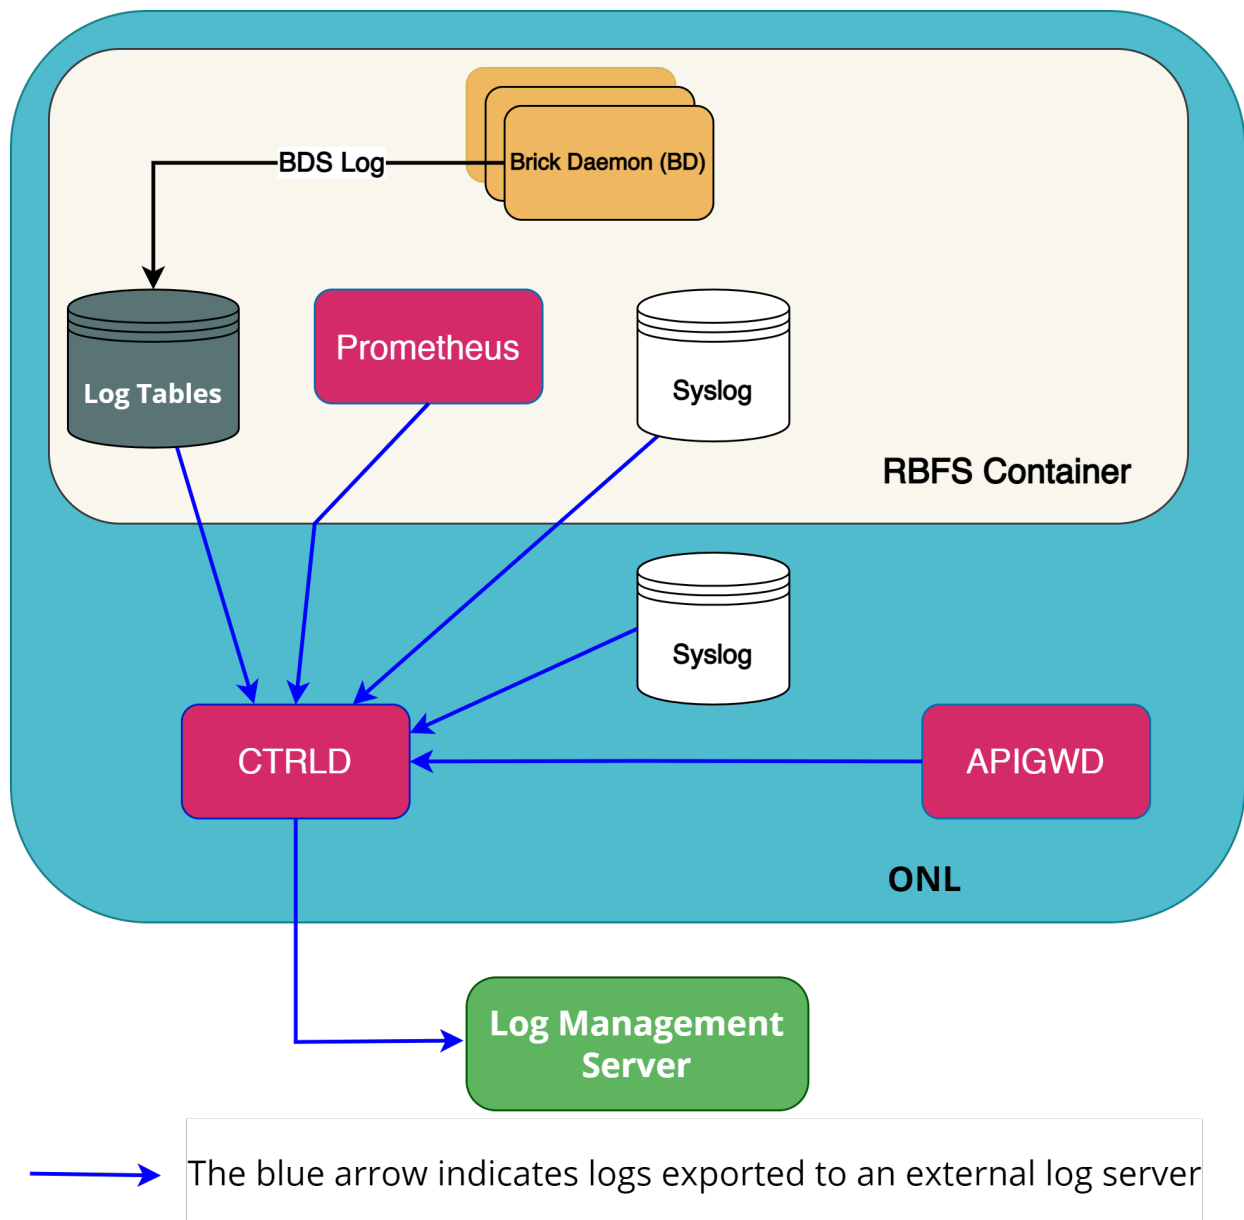 BDS Log
Brick Daemon (BD)
Log Tables
Prometheus
Syslog
RBFS Container
Syslog
CTRLD
APIGWD
ONL
Log Management
Server
The blue arrow indicates logs exported to an external log server